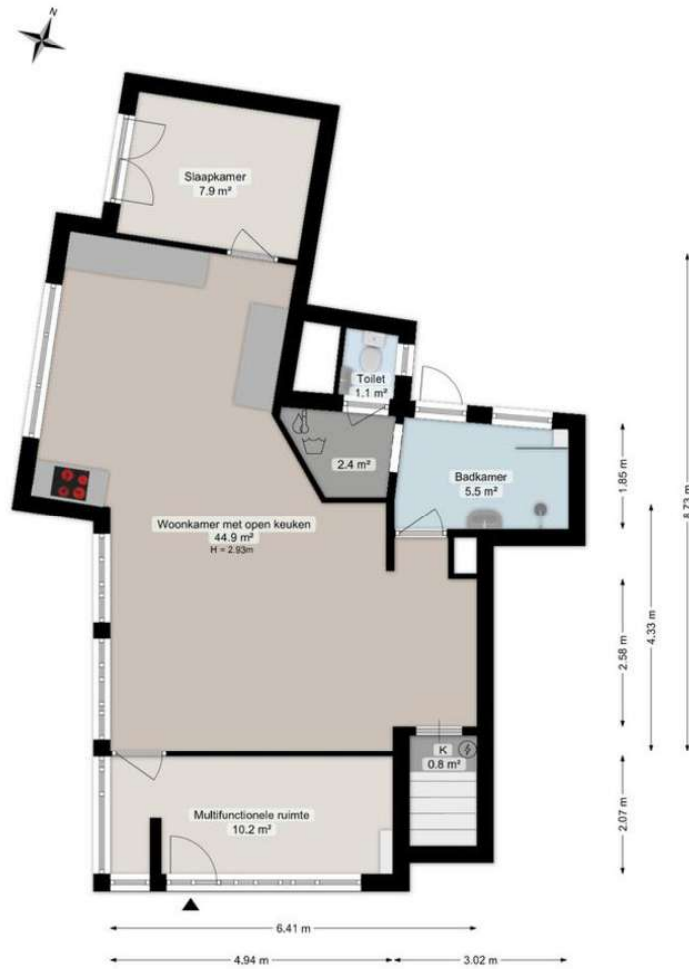 N
Slaapkamer
7.9 m²
Toilet
1.1 m²
2.4 m²
Badkamer
5.5 m²
Woonkamer met open keuken
44.9 m²
H = 2.93m
K
0.8 m²
Multifunctionele ruimte
10.2 m²
1.85 m
8.73 m
4.33 m
2.58 m
2.07 m
6.41 m
4.94 m
3.02 m